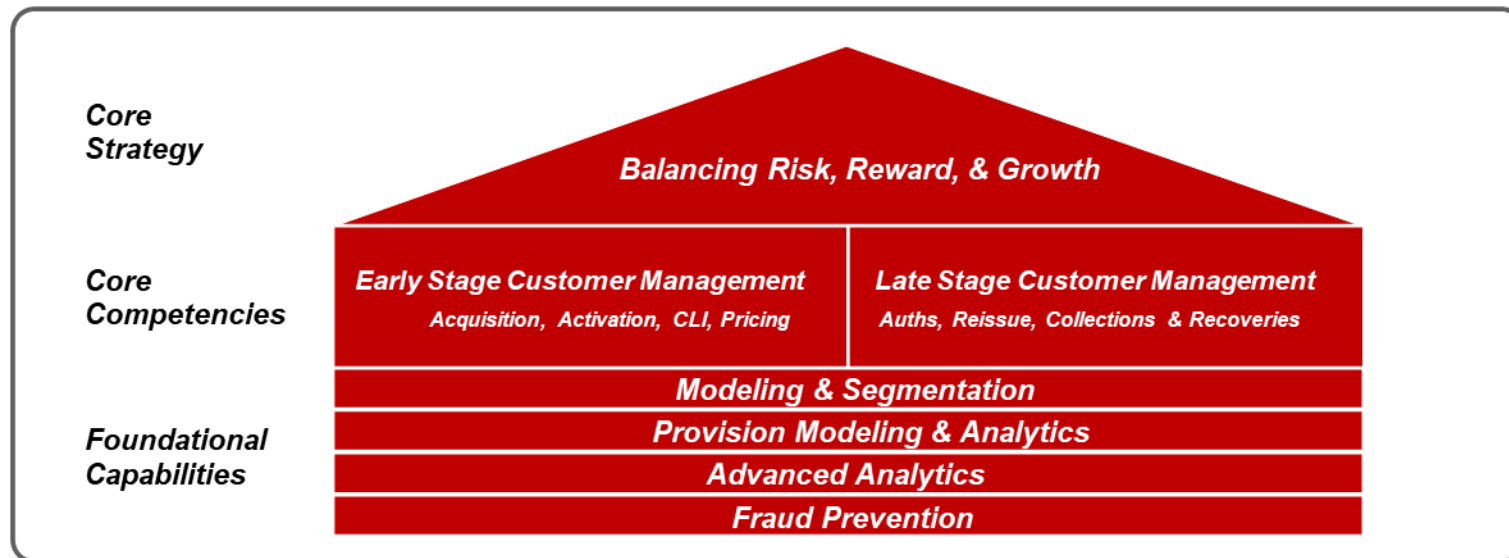 Core
Strategy
Balancing Risk, Reward, & Growth
Core
Competencies
Early Stage Customer Management
Acquisition, Activation, CLI, Pricing
Late Stage Customer Management
Auths, Reissue, Collections & Recoveries
Foundational
Capabilities
Modeling & Segmentation
Provision Modeling & Analytics
Advanced Analytics
Fraud Prevention